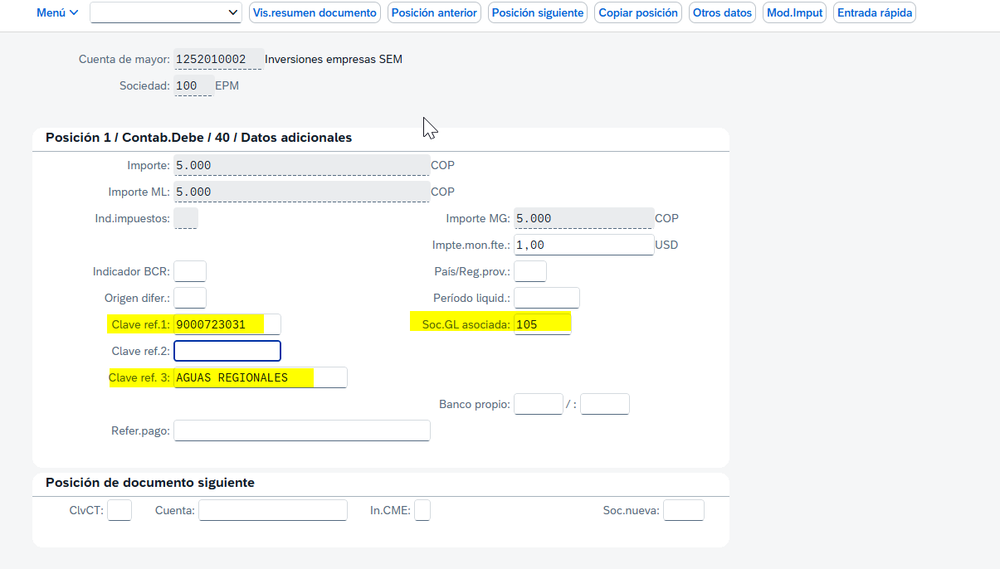 Menú Vis.resumen documento Posición anterior Posición siguiente Copiar posición Otros datos Mod.Imput Entrada rápida
Cuenta de mayor: 1252010002 Inversiones empresas SEM
Sociedad: 100 EPM
Posición 1 / Contab.Debe / 40 / Datos adicionales
Importe: 5.000 COP
Importe ML: 5.000 COP
Ind.impuestos: Importe MG: 5.000 COP
Impte.mon.fte.: 1,00 USD
Indicador BCR: País/Reg.prov.:
Origen difer.: Período liquid.:
Clave ref.1: 9000723031 Soc.GL asociada: 105
Clave ref.2:
Clave ref. 3: AGUAS REGIONALES
Banco propio: / :
Refer.pago:
Posición de documento siguiente
ClvCT: Cuenta: In.CME: Soc.nueva: